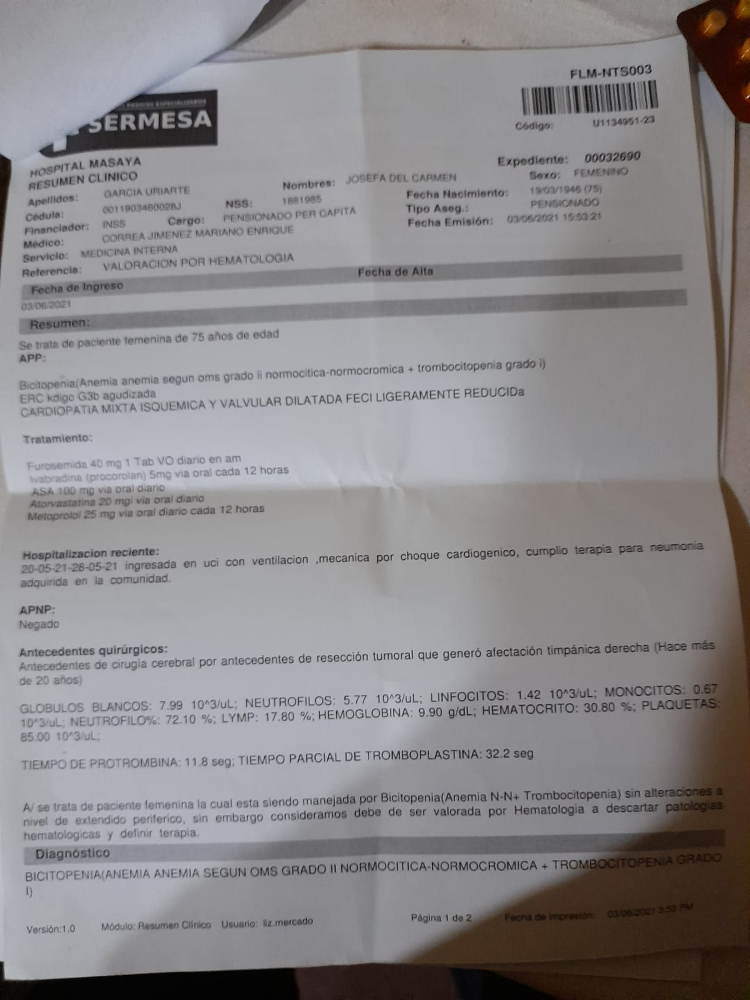 FLM-NTS003
SERMESA
Código: U1134951-23
HOSPITAL MASAYA
RESUMEN CLINICO
Expediente: 00032690
Apellidos: GARCIA URIARTE Nombres: JOSEFA DEL CARMEN Sexo: FEMENINO
Cédula: 0011903460028J NSS: 1881985 Fecha Nacimiento: 19/03/1946 (75)
Financiador: INSS Cargo: PENSIONADO PER CAPITA Tipo Aseg.: PENSIONADO
Médico: CORREA JIMENEZ MARIANO ENRIQUE Fecha Emisión: 03/06/2021 15:53:21
Servicio: MEDICINA INTERNA
Referencia: VALORACION POR HEMATOLOGIA
Fecha de Ingreso Fecha de Alta
03/06/2021
Resumen:
Se trata de paciente femenina de 75 años de edad
APP:
Bicitopenia(Anemia anemia segun oms grado ii normocitica-normocromica + trombocitopenia grado i)
ERC kdigo G3b agudizada
CARDIOPATIA MIXTA ISQUEMICA Y VALVULAR DILATADA FECI LIGERAMENTE REDUCIDa
Tratamiento:
Furosemida 40 mg 1 Tab VO diario en am
Ivabradina (procorolan) 5mg via oral cada 12 horas
ASA 100 mg via oral diario
Atorvastatina 20 mgi via oral diario
Metoprolol 25 mg via oral diario cada 12 horas
Hospitalizacion reciente:
20-05-21-28-05-21 ingresada en uci con ventilacion ,mecanica por choque cardiogenico, cumplio terapia para neumonia
adquirida en la comunidad.
APNP:
Negado
Antecedentes quirúrgicos:
Antecedentes de cirugía cerebral por antecedentes de resección tumoral que generó afectación timpánica derecha (Hace más
de 20 años)
GLOBULOS BLANCOS: 7.99 10^3/uL; NEUTROFILOS: 5.77 10^3/uL; LINFOCITOS: 1.42 10^3/uL; MONOCITOS: 0.67
10^3/uL; NEUTROFILO%: 72.10 %; LYMP: 17.80 %; HEMOGLOBINA: 9.90 g/dL; HEMATOCRITO: 30.80 %; PLAQUETAS:
85.00 10^3/uL;
TIEMPO DE PROTROMBINA: 11.8 seg; TIEMPO PARCIAL DE TROMBOPLASTINA: 32.2 seg
A/ se trata de paciente femenina la cual esta siendo manejada por Bicitopenia(Anemia N-N+ Trombocitopenia) sin alteraciones a
nivel de extendido periferico, sin embargo consideramos debe de ser valorada por Hematologia a descartar patologias
hematologicas y definir terapia.
Diagnóstico
BICITOPENIA(ANEMIA ANEMIA SEGUN OMS GRADO II NORMOCITICA-NORMOCROMICA + TROMBOCITOPENIA GRADO
I)
Versión:1.0 Módulo: Resumen Clínico Usuario: liz.mercado Página 1 de 2 Fecha de impresión: 03/06/2021 3:53 PM